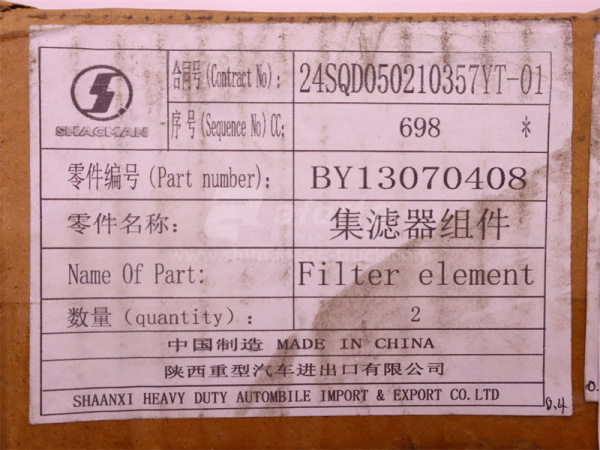 合同号(Contract No): 24SQD050210357YT-01
SHACMAN
序号(Sequence No)CC: 698 *
零件编号(Part number): BY13070408
零件名称: 集滤器组件
Name Of Part: Filter element
数量(quantity): 2
中国制造 MADE IN CHINA
陕西重型汽车进出口有限公司
SHAANXI HEAVY DUTY AUTOMBILE IMPORT & EXPORT CO.LTD
0.4